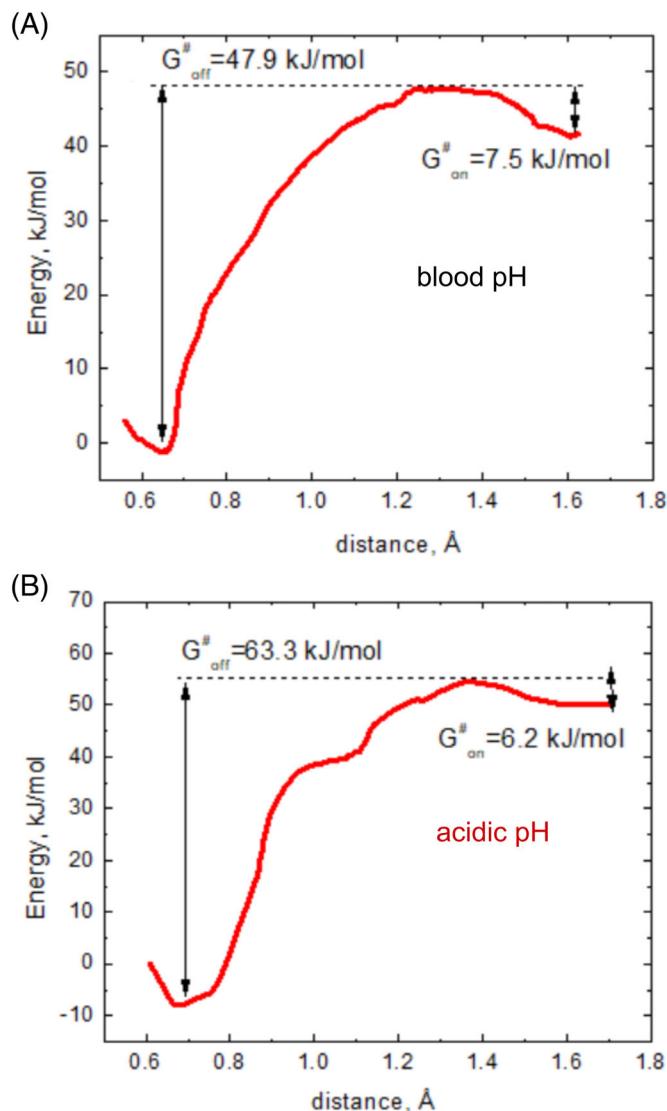 (A)
G#off=47.9 kJ/mol
50
40
30
20
10
0
G#on=7.5 kJ/mol
blood pH
Energy, kJ/mol
0.6 0.8 1.0 1.2 1.4 1.6 1.8
distance, Å
(B)
70
60
50
40
30
20
10
0
-10
G#off=63.3 kJ/mol
G#on=6.2 kJ/mol
acidic pH
Energy, kJ/mol
0.6 0.8 1.0 1.2 1.4 1.6 1.8
distance, Å